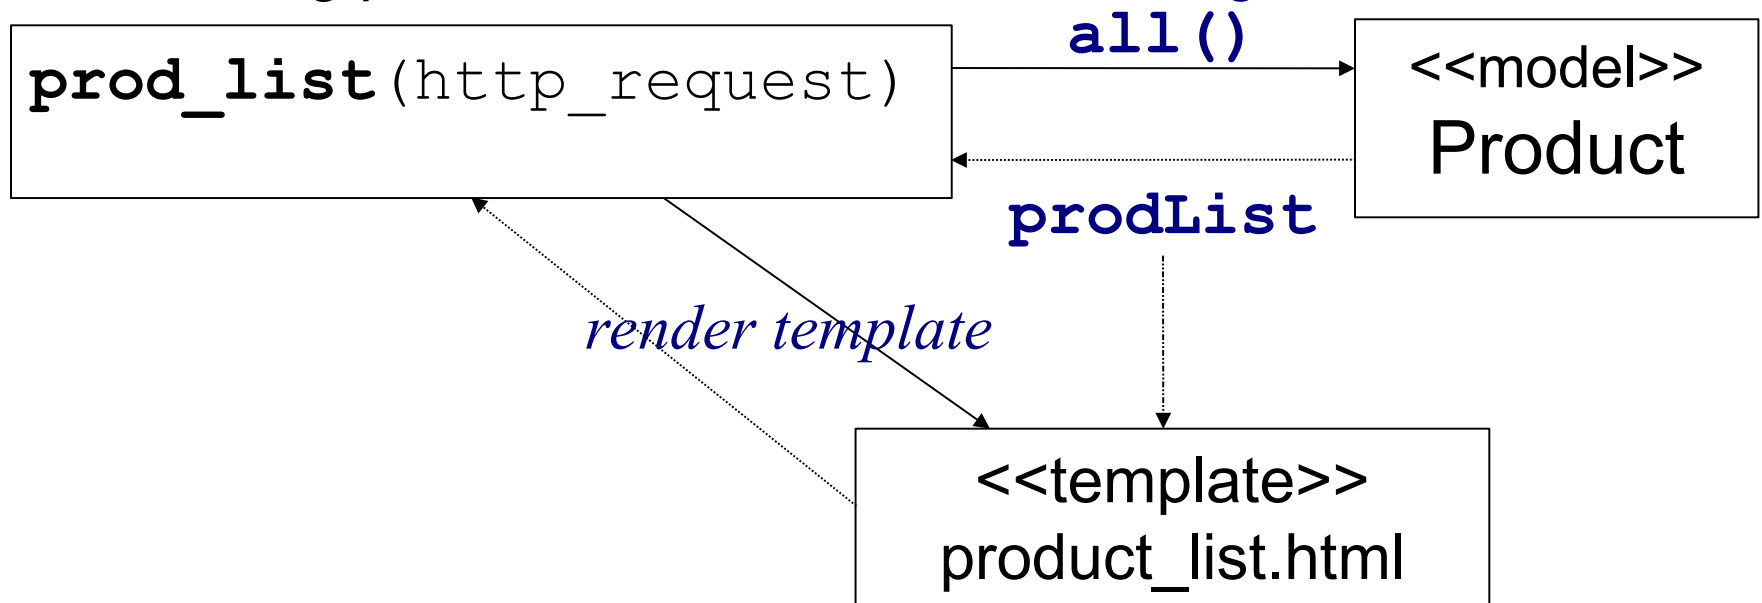 all()
prod_list(http_request)
<<model>>
Product
prodList
render template
<<template>>
product_list.html